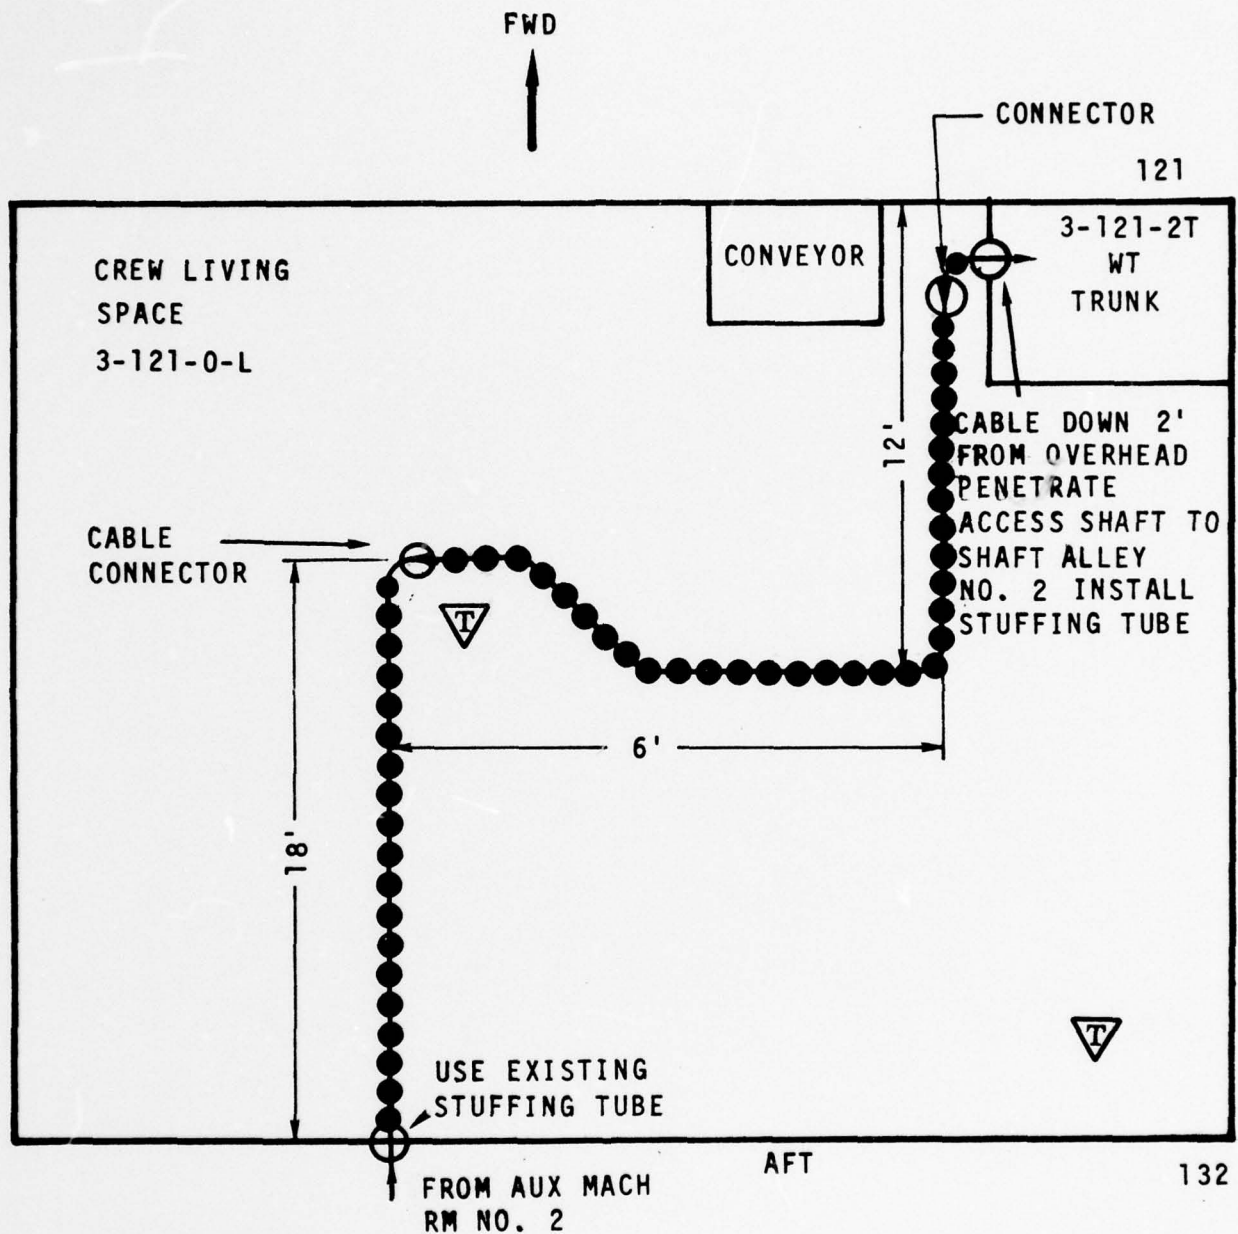 FWD
CONNECTOR
121
CREW LIVING
SPACE
3-121-0-L
CONVEYOR
3-121-2T
WT
TRUNK
12'
CABLE DOWN 2'
FROM OVERHEAD
PENETRATE
ACCESS SHAFT TO
SHAFT ALLEY
NO. 2 INSTALL
STUFFING TUBE
CABLE
CONNECTOR
T
6'
18'
T
USE EXISTING
STUFFING TUBE
AFT
132
FROM AUX MACH
RM NO. 2